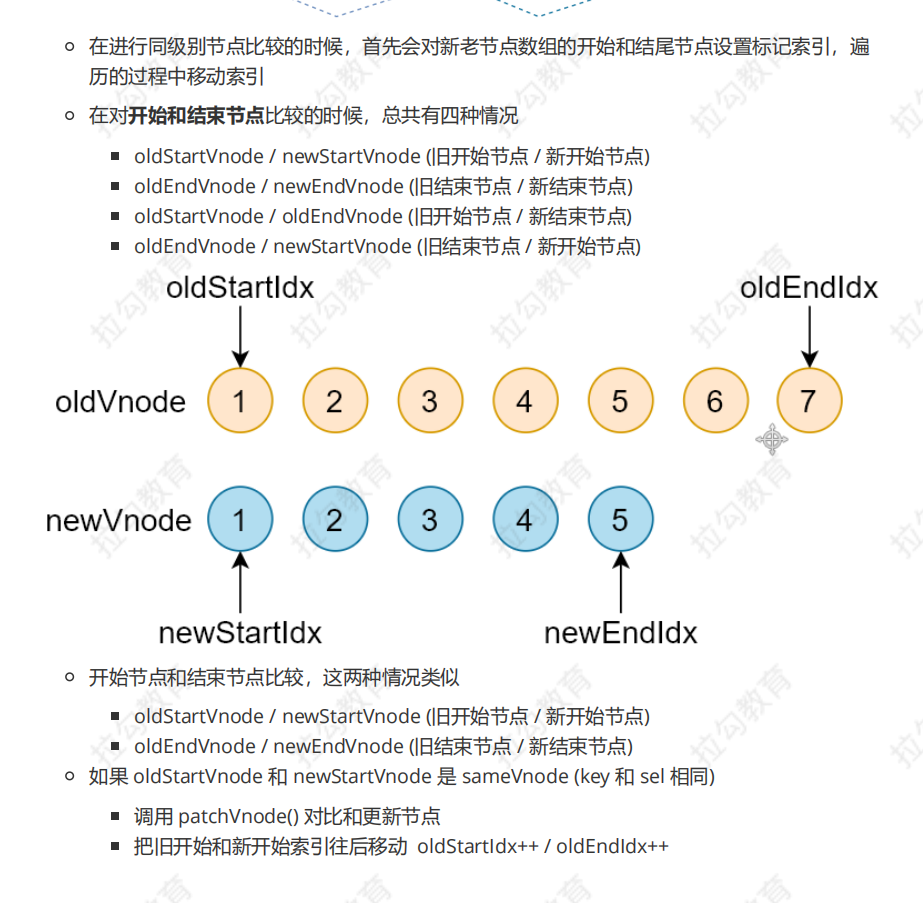 在进行同级别节点比较的时候，首先会对新老节点数组的开始和结尾节点设置标记索引，遍
历的过程中移动索引
在对开始和结束节点比较的时候，总共有四种情况
oldStartVnode / newStartVnode (旧开始节点 / 新开始节点)
oldEndVnode / newEndVnode (旧结束节点 / 新结束节点)
oldStartVnode / oldEndVnode (旧开始节点 / 新结束节点)
oldEndVnode / newStartVnode (旧结束节点 / 新开始节点)
oldStartIdx oldEndIdx
oldVnode 1 2 3 4 5 6 7
newVnode 1 2 3 4 5
newStartIdx newEndIdx
开始节点和结束节点比较，这两种情况类似
oldStartVnode / newStartVnode (旧开始节点 / 新开始节点)
oldEndVnode / newEndVnode (旧结束节点 / 新结束节点)
如果 oldStartVnode 和 newStartVnode 是 sameVnode (key 和 sel 相同)
调用 patchVnode() 对比和更新节点
把旧开始和新开始索引往后移动 oldStartIdx++ / oldEndIdx++
拉勾教育